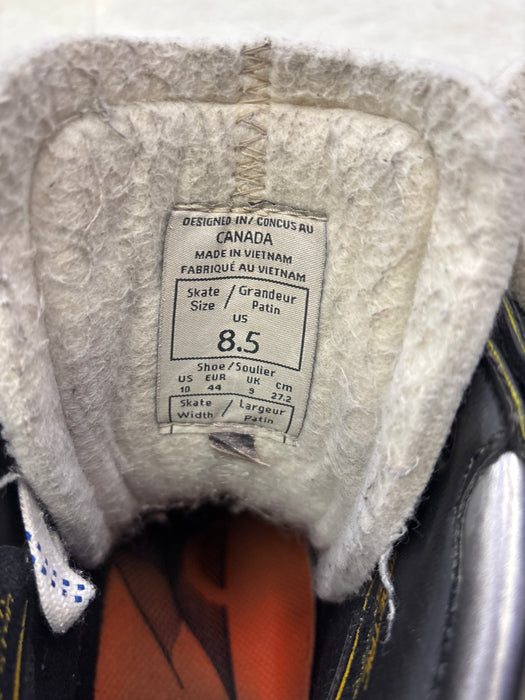 DESIGNED IN/ CONCUS AU
CANADA
MADE IN VIETNAM
FABRIQUÉ AU VIETNAM
Skate / Grandeur
Size Patin
US
8.5
Shoe / Soulier
US EUR UK cm
10 44 9 27.2
Skate / Largeur
Width Patin